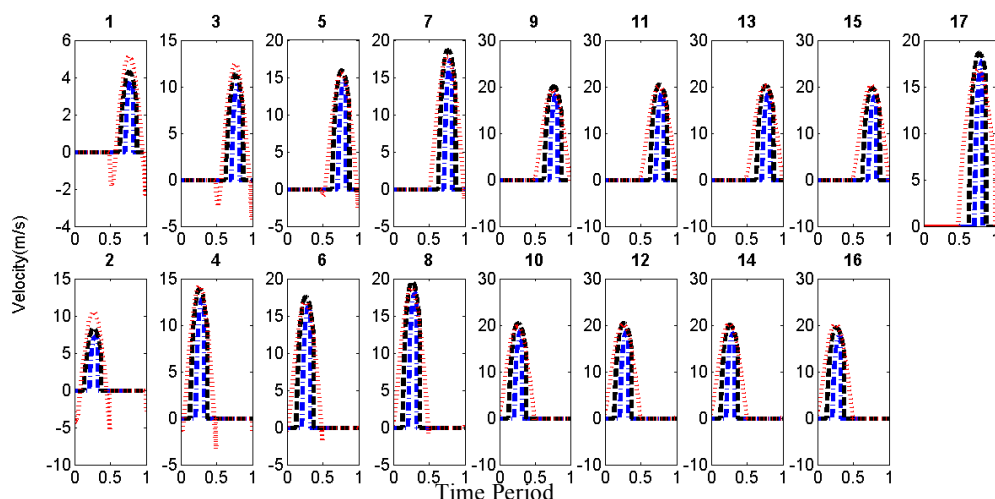 1 3 5 7 9 11 13 15 17
6 15 20 20 30 30 30 30 20
4 10 15 15 20 20 20 20 15
2 5 10 10 10 10 10 10 10
0 0 5 5 0 0 0 0 5
-2 0 0
-4 -5 -5 -5 -10 -10 -10 -10 0
0 0.5 1 0 0.5 1 0 0.5 1 0 0.5 1 0 0.5 1 0 0.5 1 0 0.5 1 0 0.5 1 0 0.5 1
Velocity(m/s)
2 4 6 8 10 12 14 16
15 15 20 20 30 30 30 30
10 10 15 15 20 20 20 20
5 5 10 10 10 10 10 10
0 0 5 5 0 0 0 0
-5 0 0
-10 -5 -5 -5 -10 -10 -10 -10
0 0.5 1 0 0.5 1 0 0.5 1 0 0.5 1 0 0.5 1 0 0.5 1 0 0.5 1 0 0.5 1
Time Period